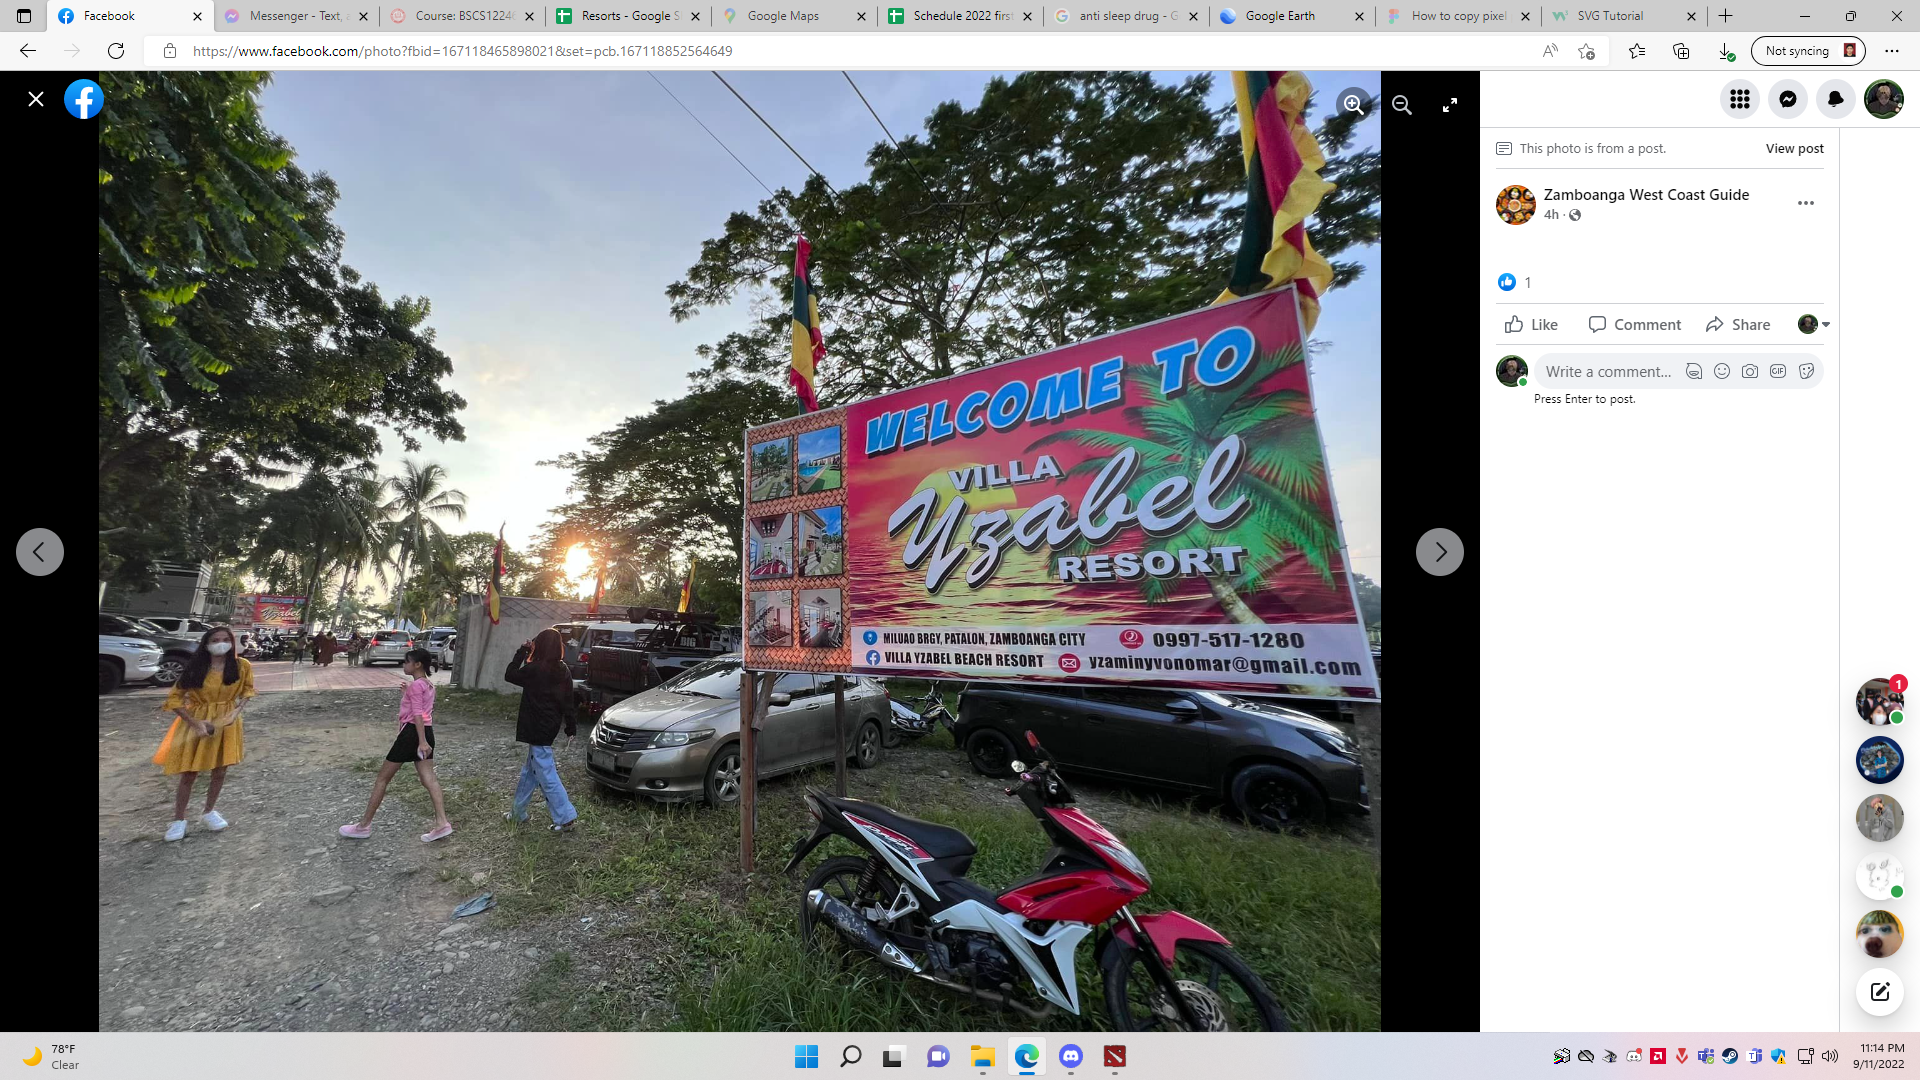 Facebook
Messenger - Text, a
Course: BSCS1224
Resorts - Google S
Google Maps
Schedule 2022 first
anti sleep drug - G
Google Earth
How to copy pixel
SVG Tutorial
https://www.facebook.com/photo?fbid=167118465898021&set=pcb.167118852564649
Not syncing
This photo is from a post.
View post
Zamboanga West Coast Guide
4h ·
1
Like
Comment
Share
Write a comment...
GIF
Press Enter to post.
WELCOME TO
VILLA
Yzabel
RESORT
MILUAO BRGY, PATALON, ZAMBOANGA CITY
0997-517-1280
VILLA YZABEL BEACH RESORT
yzaminyvonomar@gmail.com
1
78°F
Clear
11:14 PM
9/11/2022